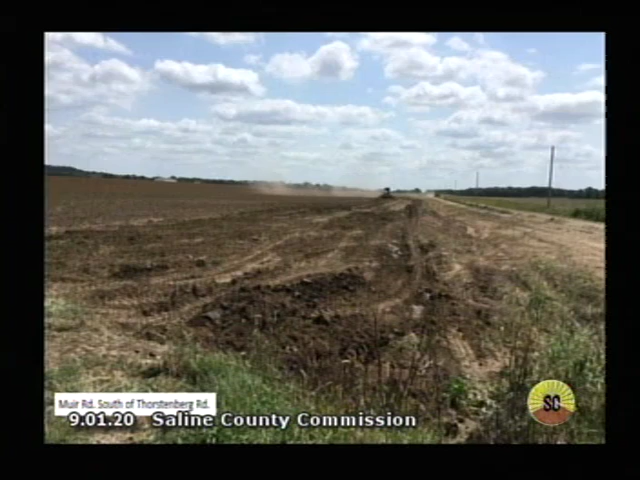 Muir Rd. South of Thorstenberg Rd.
9.01.20 Saline County Commission
SC